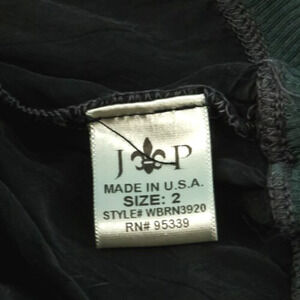 J P
MADE IN U.S.A.
SIZE: 2
STYLE# WBRN3920
RN# 95339